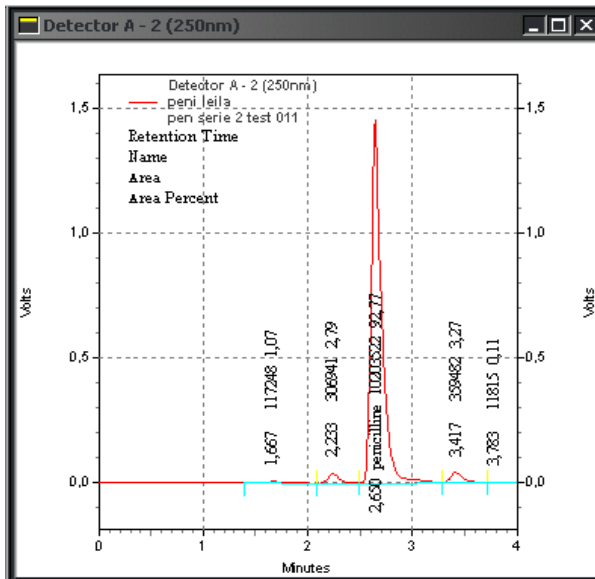 Detector A - 2 (250nm)
Detector A - 2 (250nm)
peni leila
pen serie 2 test 011
Retention Time
Name
Area
Area Percent
1,5
1,0
0,5
0,0
Volts
1,5
1,0
0,5
0,0
Volts
1,667 117248 1,07
2,233 306941 2,79
2,650 penicilline 10203522 92,77
3,417 359482 3,27
3,783 11815 0,11
0 1 2 3 4
Minutes